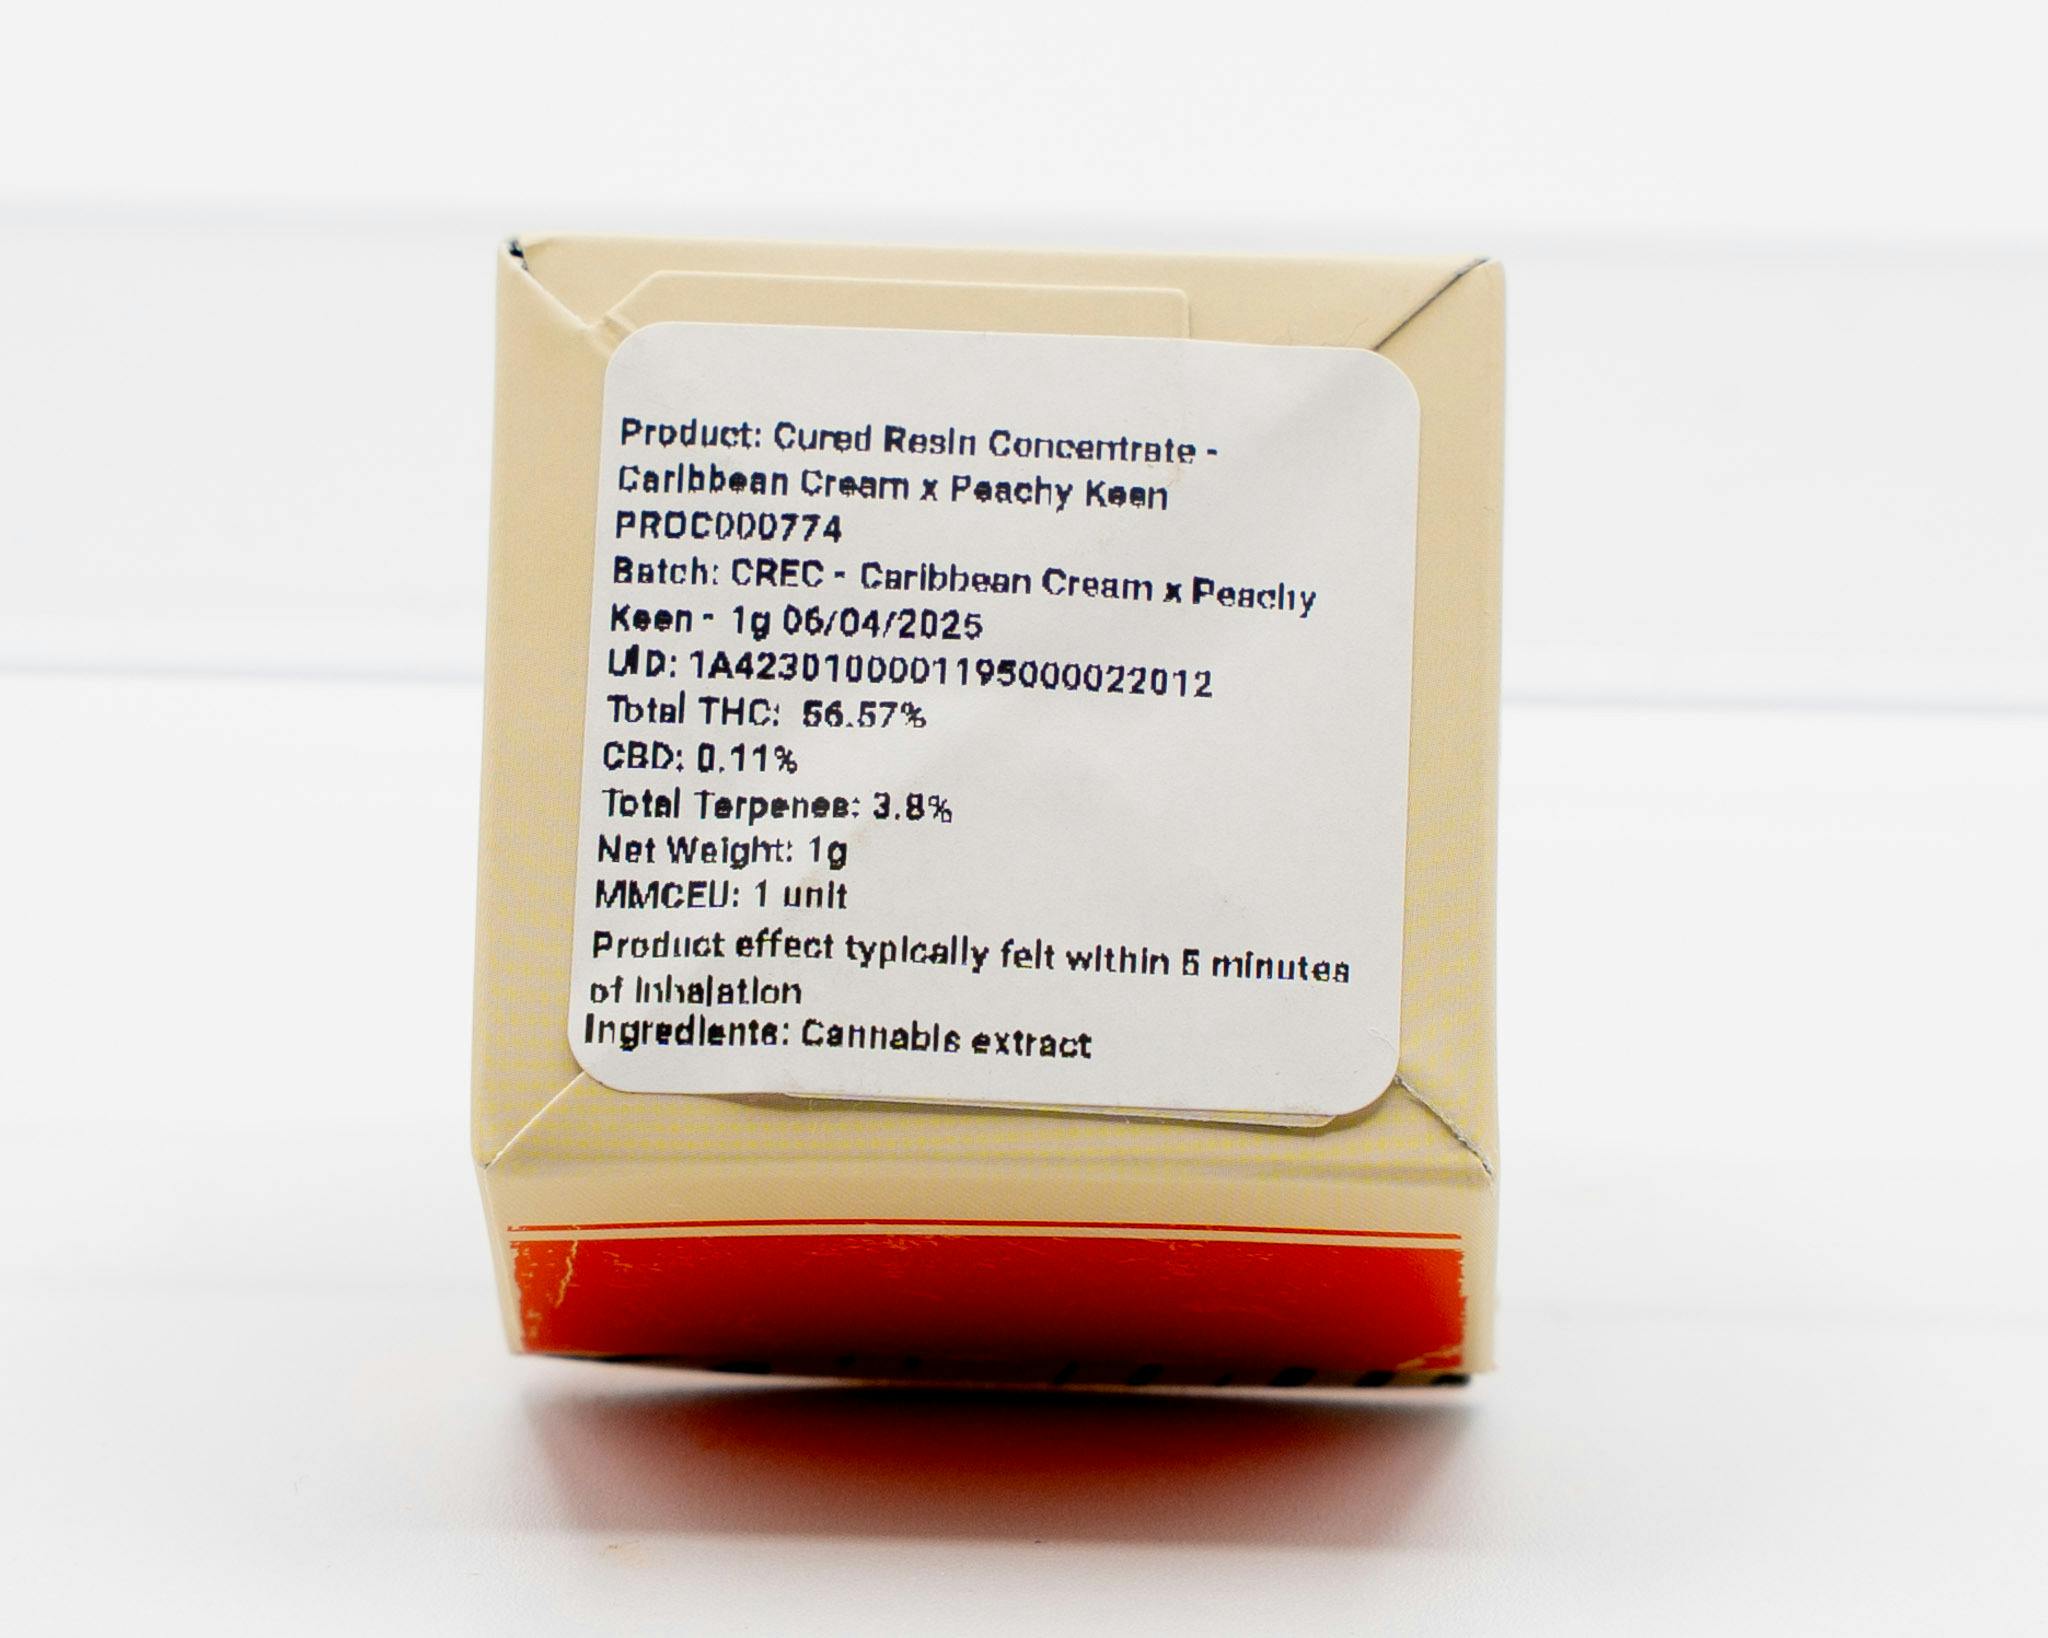 Product: Cured Resin Concentrate -
Caribbean Cream x Peachy Keen
PROC000774
Batch: CREC - Caribbean Cream x Peachy
Keen - 1g 06/04/2025
UID: 1A4230100001195000022012
Total THC: 56.57%
CBD: 0.11%
Total Terpenes: 3.8%
Net Weight: 1g
MMCEU: 1 unit
Product effect typically felt within 5 minutes
of inhalation
Ingredients: Cannabis extract